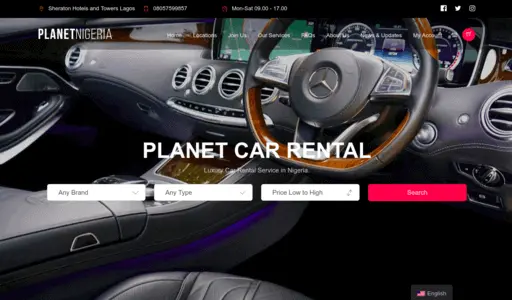 Sheraton Hotels and Towers Lagos
08057599857
Mon-Sat 09.00 - 17.00
PLANETNIGERIA
Home
Locations
Join Us
Our Services
FAQs
About Us
News & Updates
My Account
PLANET CAR RENTAL
Luxury Car Rental Service in Nigeria.
Any Brand
Any Type
Price Low to High
Search
English